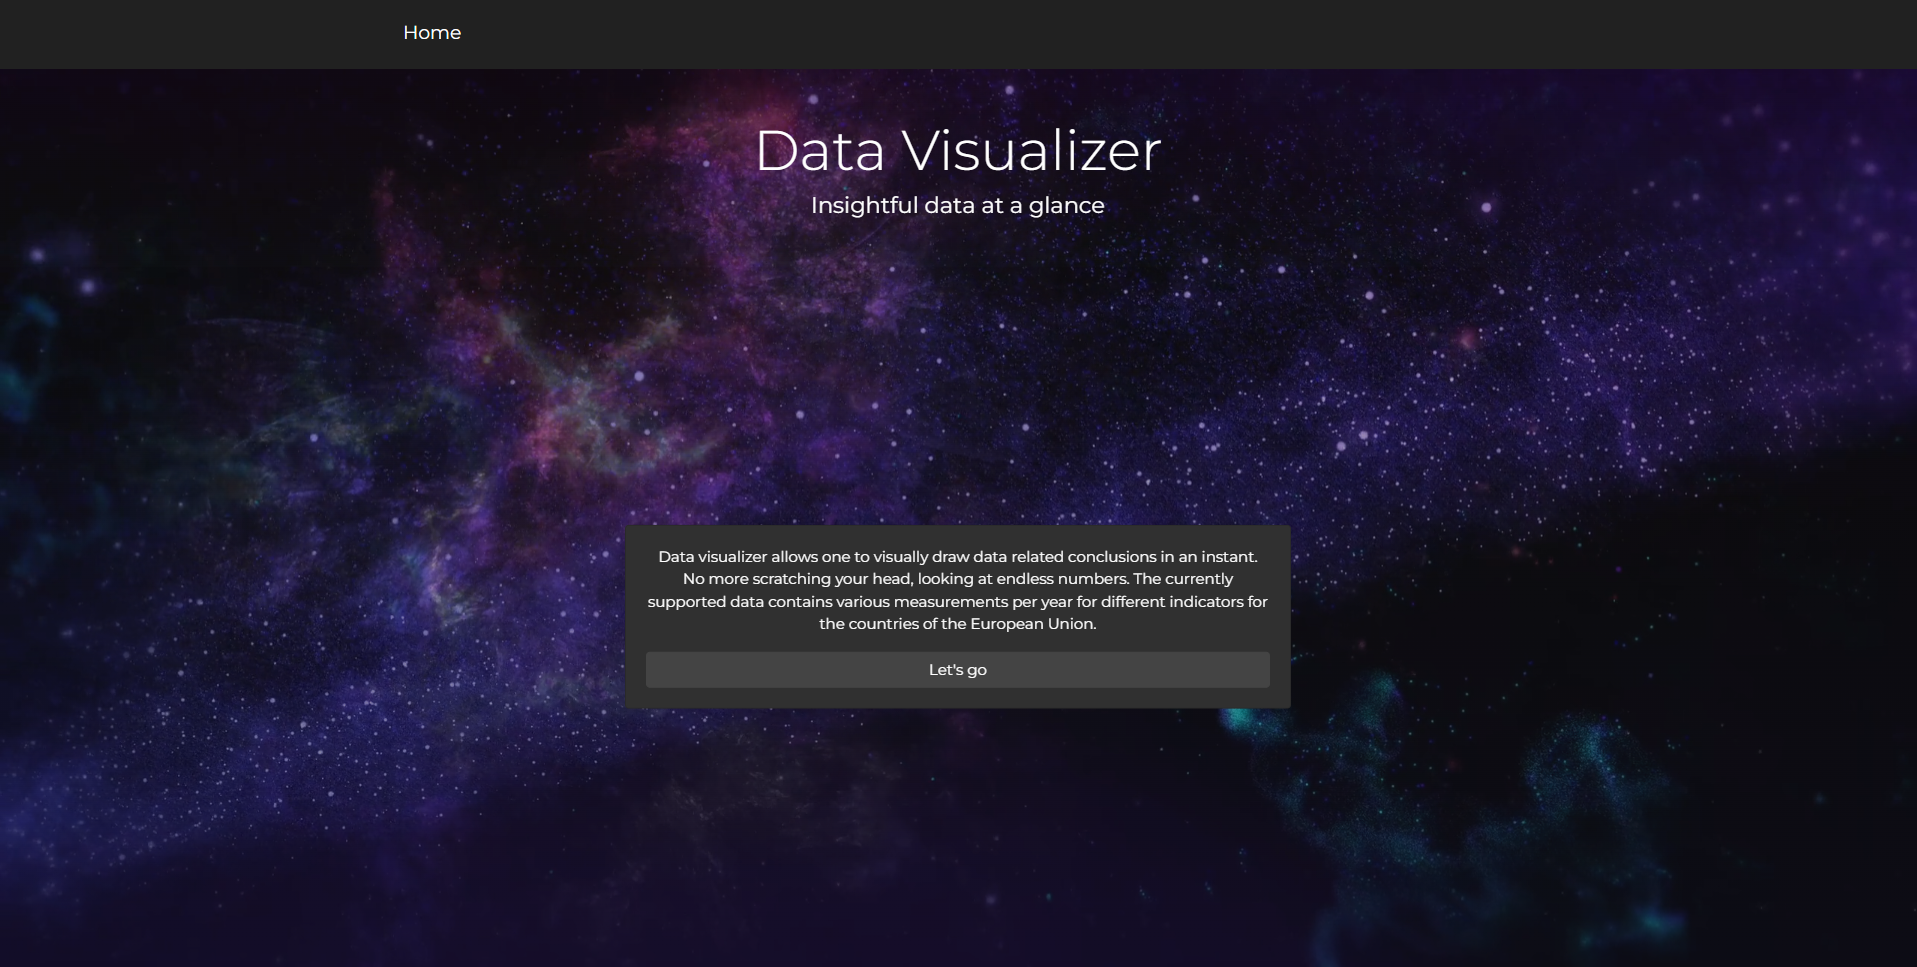 Home
Data Visualizer
Insightful data at a glance
Data visualizer allows one to visually draw data related conclusions in an instant.
No more scratching your head, looking at endless numbers. The currently
supported data contains various measurements per year for different indicators for
the countries of the European Union.
Let's go